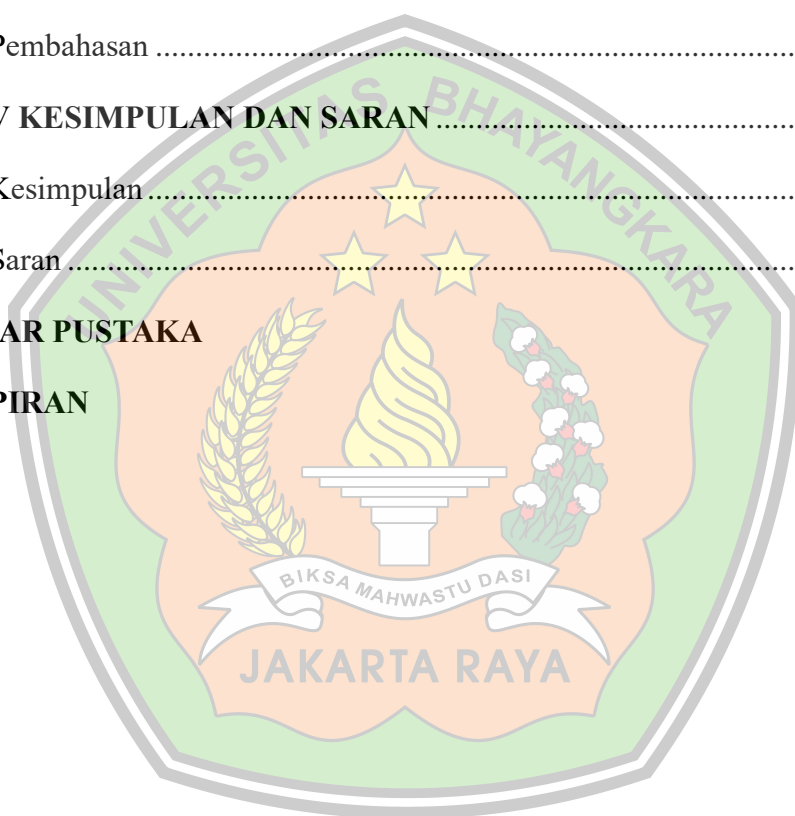 Pembahasan ..........................................................................................
V KESIMPULAN DAN SARAN ..................................................
Kesimpulan ..........................................................................................
Saran ..........................................................................................
AR PUSTAKA
PIRAN
UNIVERSITAS BHAYANGKARA
BIKSA MAHWASTU DASI
JAKARTA RAYA